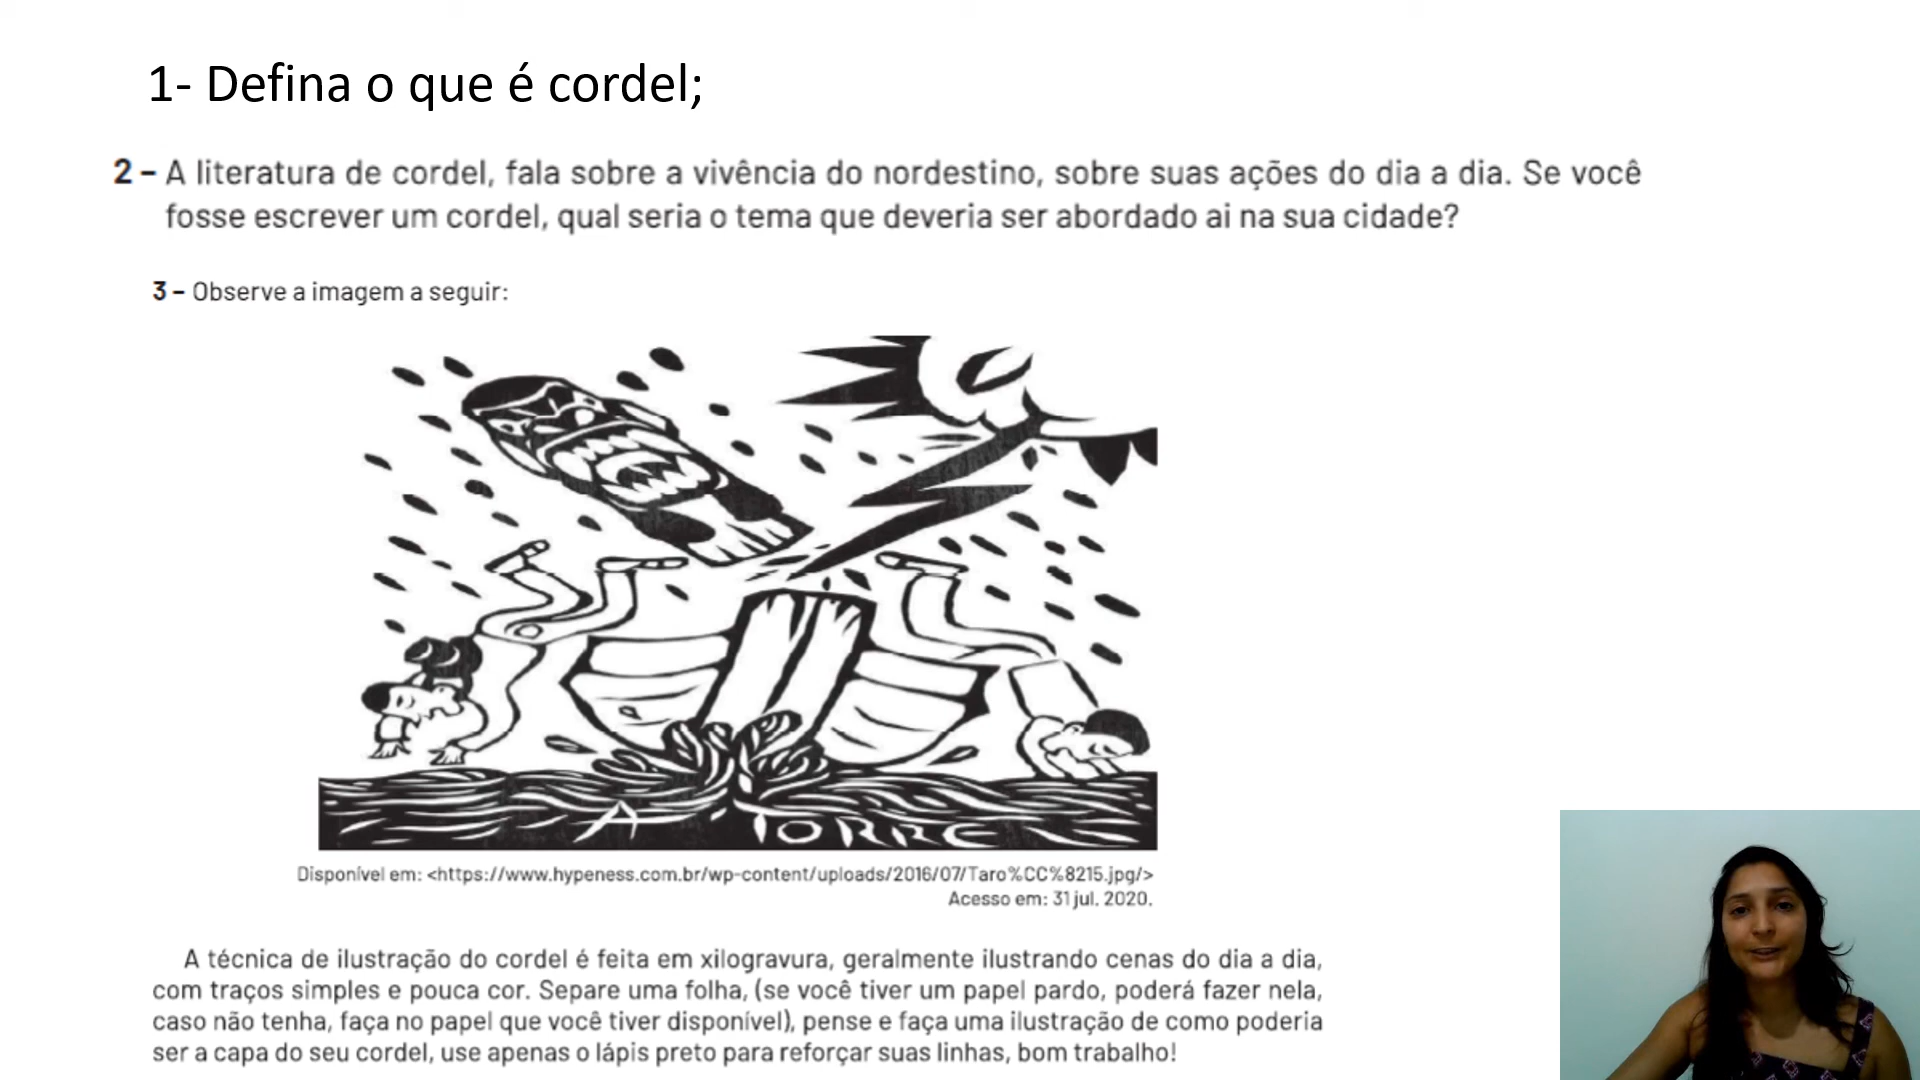 1- Defina o que é cordel;
2 - A literatura de cordel, fala sobre a vivência do nordestino, sobre suas ações do dia a dia. Se você
fosse escrever um cordel, qual seria o tema que deveria ser abordado ai na sua cidade?
3 - Observe a imagem a seguir:
A TORRE
Disponível em: <https://www.hypeness.com.br/wp-content/uploads/2016/07/Taro%CC%8215.jpg/>
Acesso em: 31 jul. 2020.
A técnica de ilustração do cordel é feita em xilogravura, geralmente ilustrando cenas do dia a dia,
com traços simples e pouca cor. Separe uma folha, (se você tiver um papel pardo, poderá fazer nela,
caso não tenha, faça no papel que você tiver disponível), pense e faça uma ilustração de como poderia
ser a capa do seu cordel, use apenas o lápis preto para reforçar suas linhas, bom trabalho!